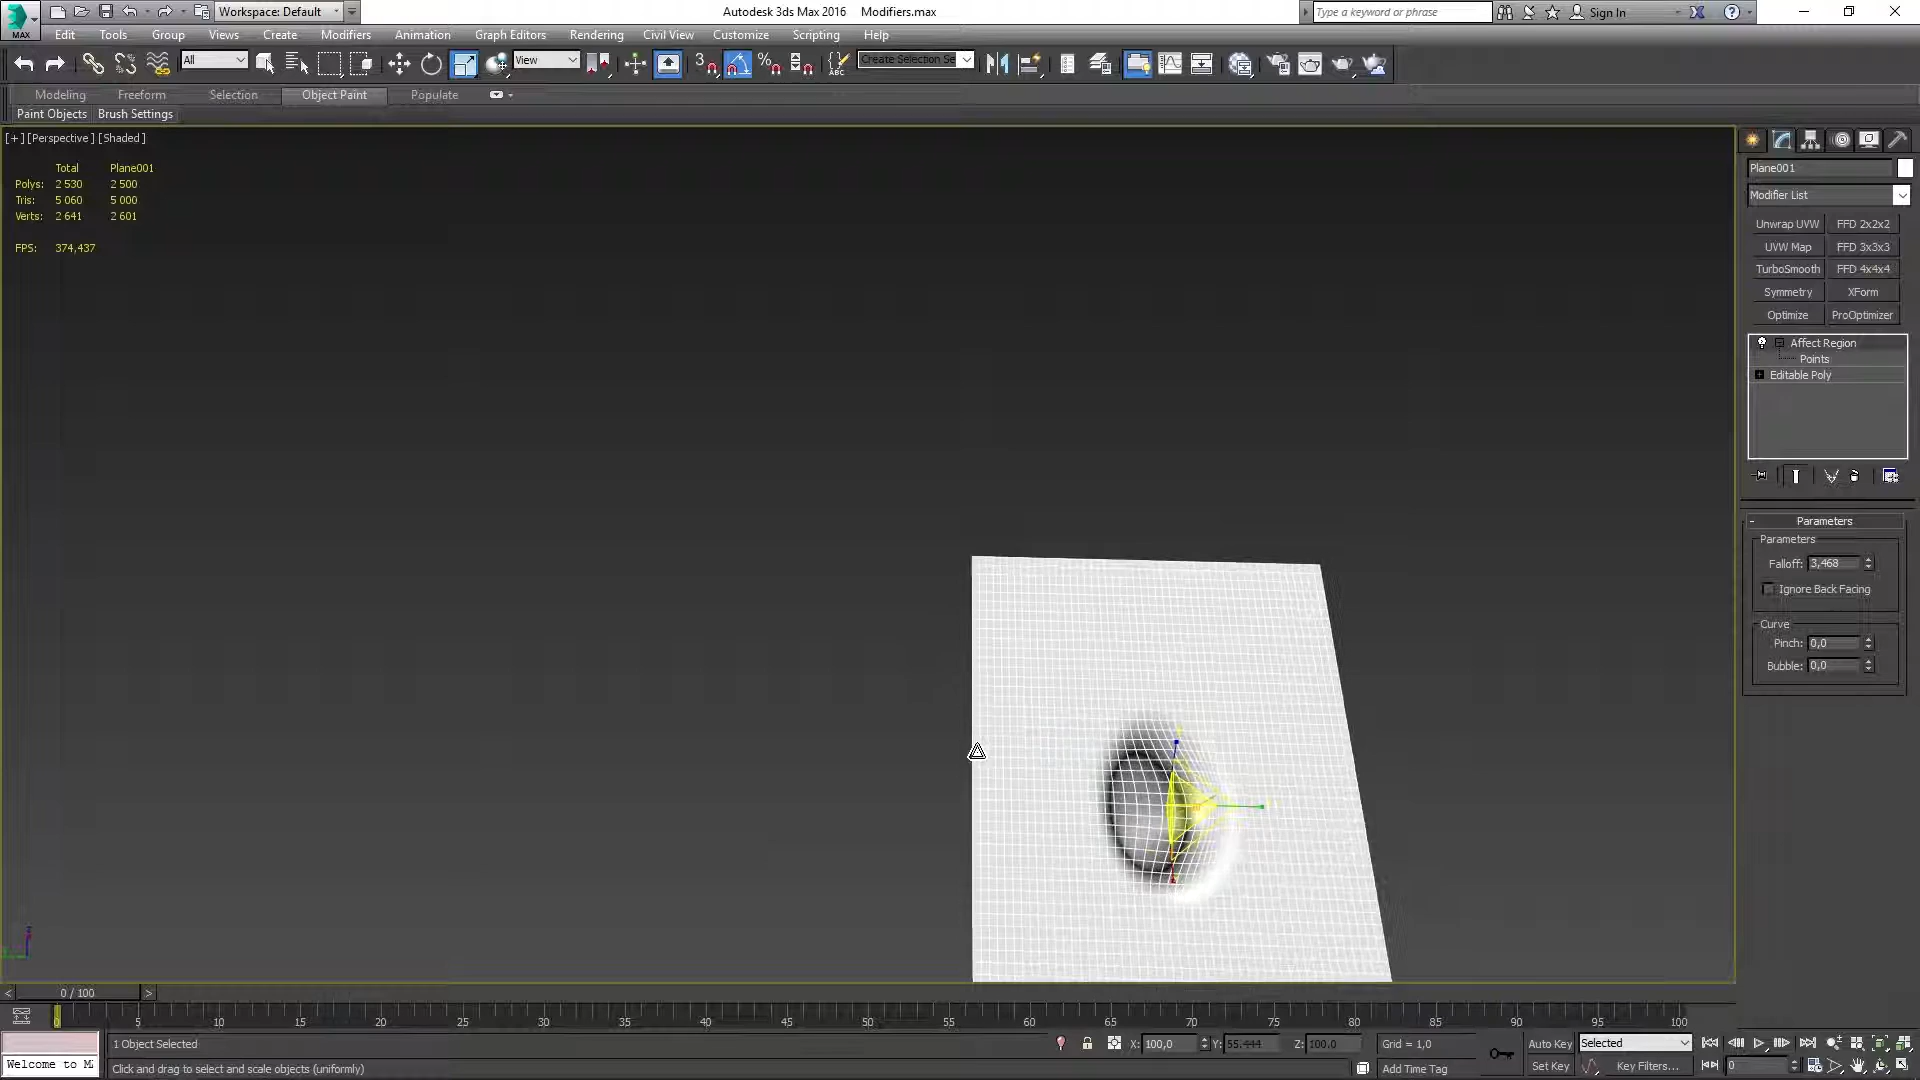 Workspace: Default
Autodesk 3ds Max 2016 Modifiers.max
Type a keyword or phrase
Sign In
MAX
Edit Tools Group Views Create Modifiers Animation Graph Editors Rendering Civil View Customize Scripting Help
All
View
3
%
ABC
Create Selection Se
Modeling Freeform Selection Object Paint Populate
Paint Objects Brush Settings
[+] [Perspective] [Shaded]
Total Plane001
Polys: 2 530 2 500
Tris: 5 060 5 000
Verts: 2 641 2 601
FPS: 374,437
Plane001
Modifier List
Unwrap UVW FFD 2x2x2
UVW Map FFD 3x3x3
TurboSmooth FFD 4x4x4
Symmetry XForm
Optimize ProOptimizer
Affect Region
Points
Editable Poly
- Parameters
Parameters
Falloff: 3,468
Ignore Back Facing
Curve
Pinch: 0,0
Bubble: 0,0
< 0 / 100 >
5 10 15 20 25 30 35 40 45 50 55 60 65 70 75 80 85 90 95 100
1 Object Selected
X: 100,0 Y: 55.444 Z: 100.0
Grid = 1,0
Auto Key Selected
Welcome to M
Click and drag to select and scale objects (uniformly)
Add Time Tag
Set Key Key Filters...
0